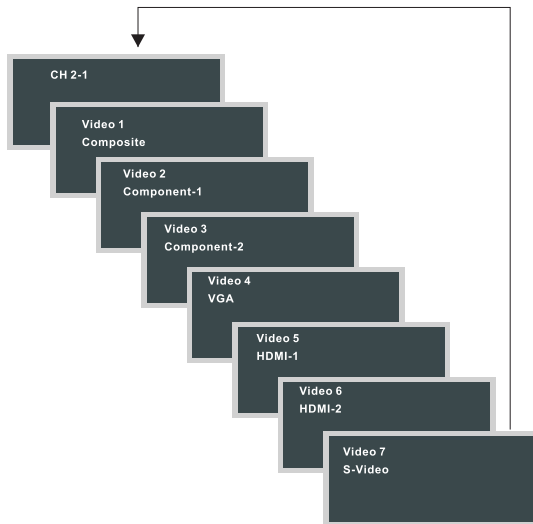 CH 2-1
Video 1
Composite
Video 2
Component-1
Video 3
Component-2
Video 4
VGA
Video 5
HDMI-1
Video 6
HDMI-2
Video 7
S-Video